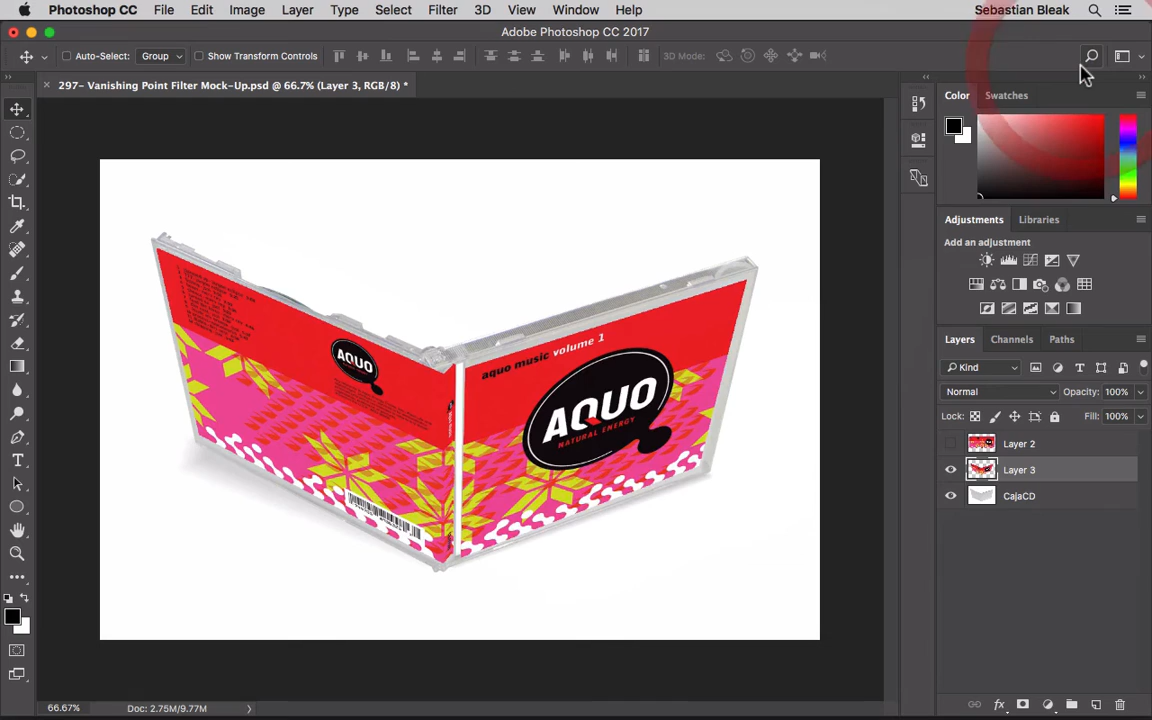 Photoshop CC File Edit Image Layer Type Select Filter 3D View Window Help Sebastian Bleak
Adobe Photoshop CC 2017
Auto-Select: Group Show Transform Controls 3D Mode:
297- Vanishing Point Filter Mock-Up.psd @ 66.7% (Layer 3, RGB/8) *
Color Swatches
Adjustments Libraries
Add an adjustment
Layers Channels Paths
Kind
Normal Opacity: 100%
Lock: Fill: 100%
Layer 2
Layer 3
CajaCD
aquo music volume 1
AQUO
NATURAL ENERGY
AQUO
T
66.67% Doc: 2.75M/9.77M
fx